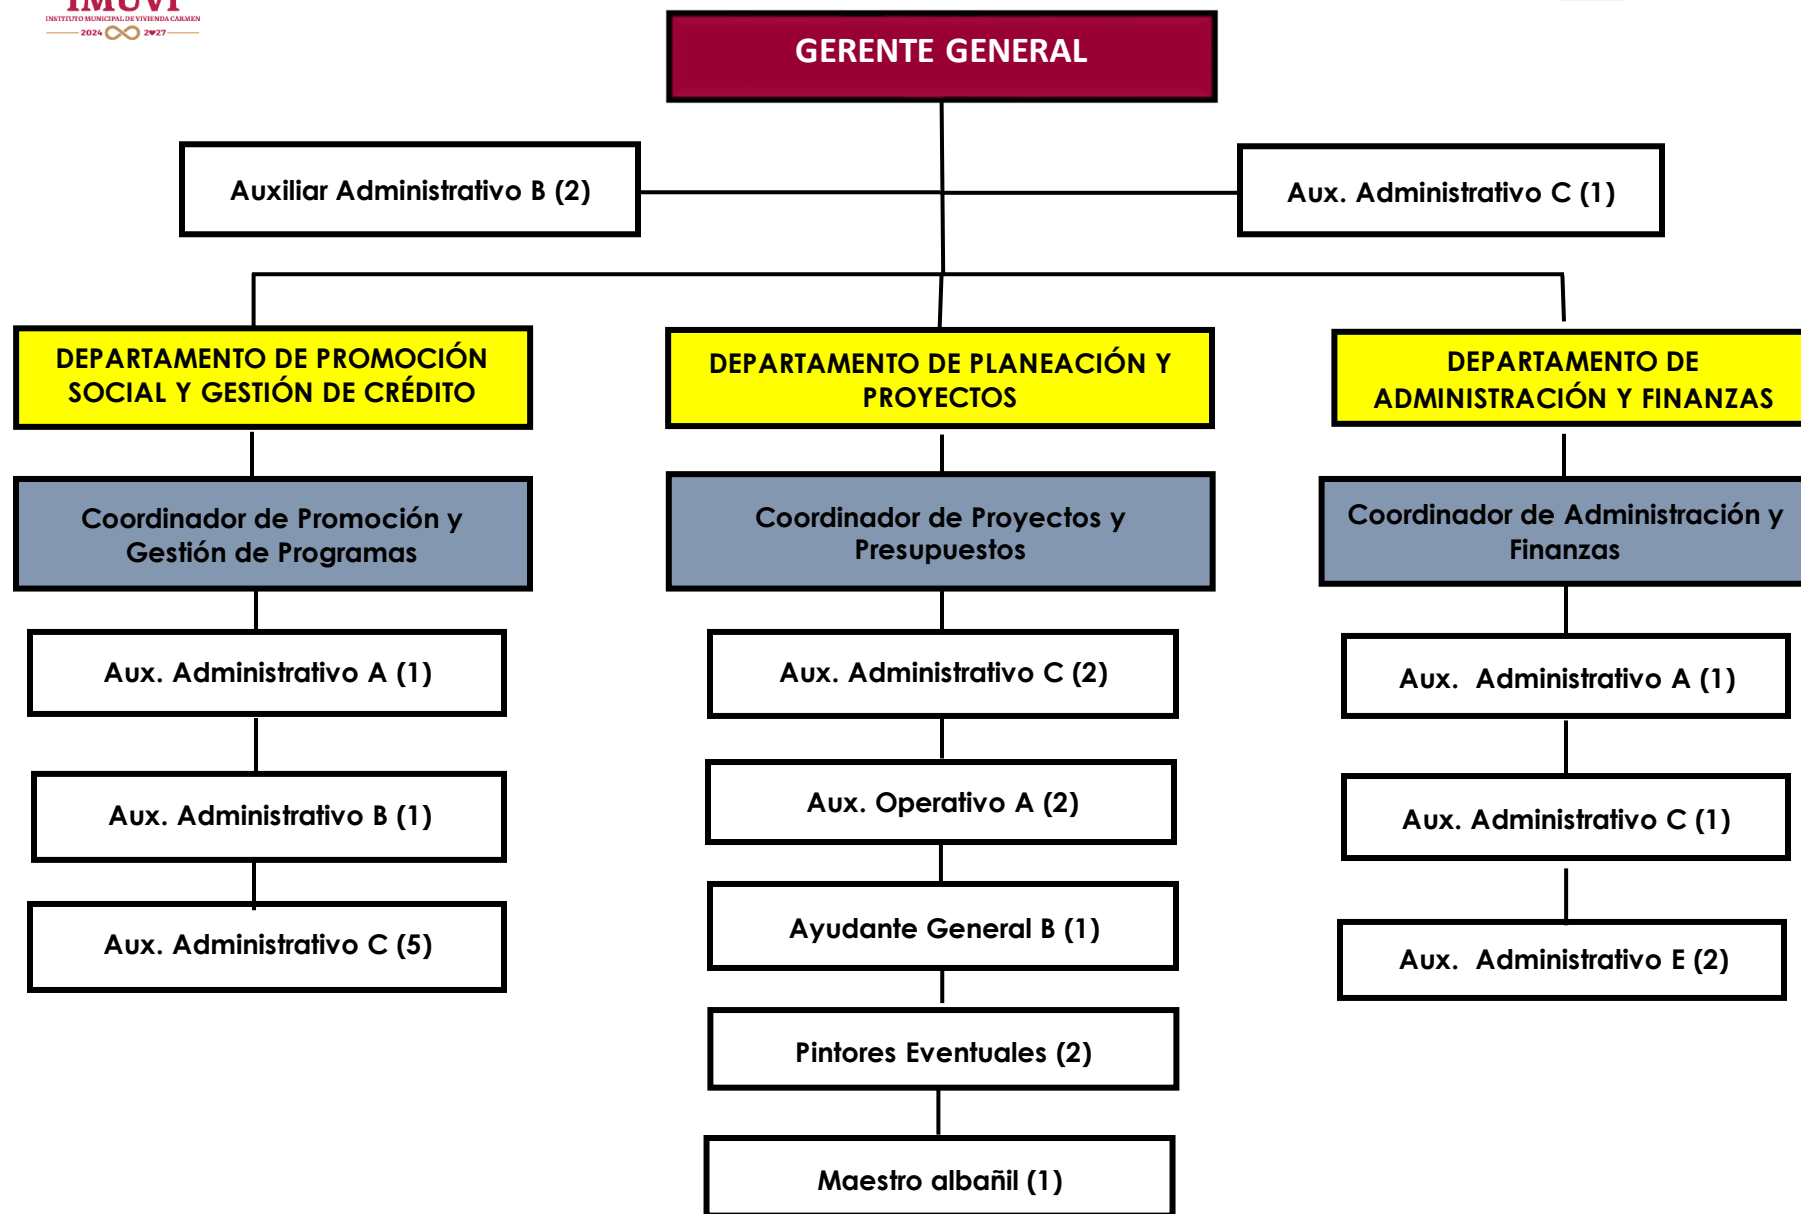 IMUVI
INSTITUTO MUNICIPAL DE VIVIENDA CARMEN
2024 2027
GERENTE GENERAL
Auxiliar Administrativo B (2)
Aux. Administrativo C (1)
DEPARTAMENTO DE PROMOCIÓN
SOCIAL Y GESTIÓN DE CRÉDITO
DEPARTAMENTO DE PLANEACIÓN Y
PROYECTOS
DEPARTAMENTO DE
ADMINISTRACIÓN Y FINANZAS
Coordinador de Promoción y
Gestión de Programas
Coordinador de Proyectos y
Presupuestos
Coordinador de Administración y
Finanzas
Aux. Administrativo A (1)
Aux. Administrativo C (2)
Aux. Administrativo A (1)
Aux. Administrativo B (1)
Aux. Operativo A (2)
Aux. Administrativo C (1)
Aux. Administrativo C (5)
Ayudante General B (1)
Aux. Administrativo E (2)
Pintores Eventuales (2)
Maestro albañil (1)